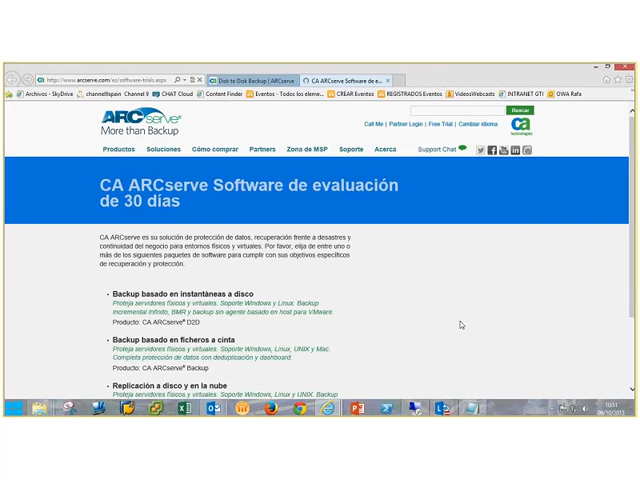 http://www.arcserve.com/es/software-trials.aspx
Disk to Disk Backup | ARCserve
CA ARCserve Software de e...
Archivos - SkyDrive
channel9spain
CHAT Cloud
Content Finder
Eventos - Todos los eleme...
CREAR Eventos
REGISTRADOS Eventos
VideosWebcasts
INTRANET GTI
OWA Rafa
ARCserve®
More than Backup
Buscar
Call Me | Partner Login | Free Trial | Cambiar idioma
ca
technologies
Productos
Soluciones
Cómo comprar
Partners
Zona de MSP
Soporte
Acerca
Support Chat
CA ARCserve Software de evaluación
de 30 días
CA ARCserve es su solución de protección de datos, recuperación frente a desastres y
continuidad del negocio para entornos físicos y virtuales. Por favor, elija de entre uno o
más de los siguientes paquetes de software para cumplir con sus objetivos específicos
de recuperación y protección.
Backup basado en instantáneas a disco
Proteja servidores físicos y virtuales. Soporte Windows y Linux. Backup
Incremental Infinito, BMR y backup sin agente basado en host para VMware.
Producto: CA ARCserve® D2D
Backup basado en ficheros a cinta
Proteja servidores físicos y virtuales. Soporte Windows, Linux, UNIX y Mac.
Completa protección de datos con deduplicación y dashboard.
Producto: CA ARCserve® Backup
Replicación a disco y en la nube
Proteja servidores físicos y virtuales. Soporte Windows, Linux y UNIX. Backup
10:51
09/10/2013